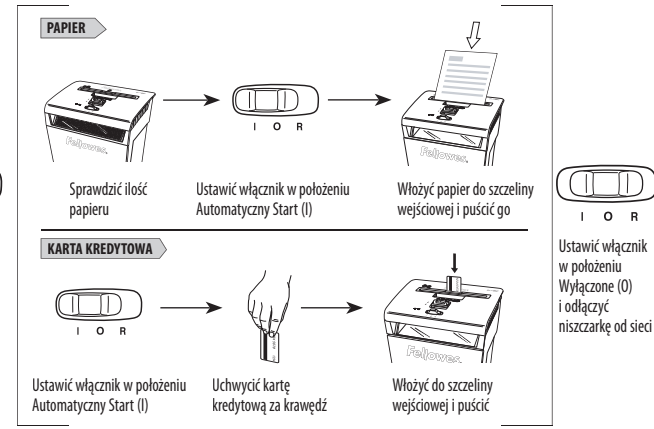 PAPIER
Fellowes.
I O R
Fellowes.
Sprawdzić ilość
papieru
Ustawić włącznik w położeniu
Automatyczny Start (I)
Włożyć papier do szczeliny
wejściowej i puścić go
KARTA KREDYTOWA
I O R
Fellowes.
Ustawić włącznik w położeniu
Automatyczny Start (I)
Uchwycić kartę
kredytową za krawędź
Włożyć do szczeliny
wejściowej i puścić
I O R
Ustawić włącznik
w położeniu
Wyłączone (O)
i odłączyć
niszczarkę od sieci